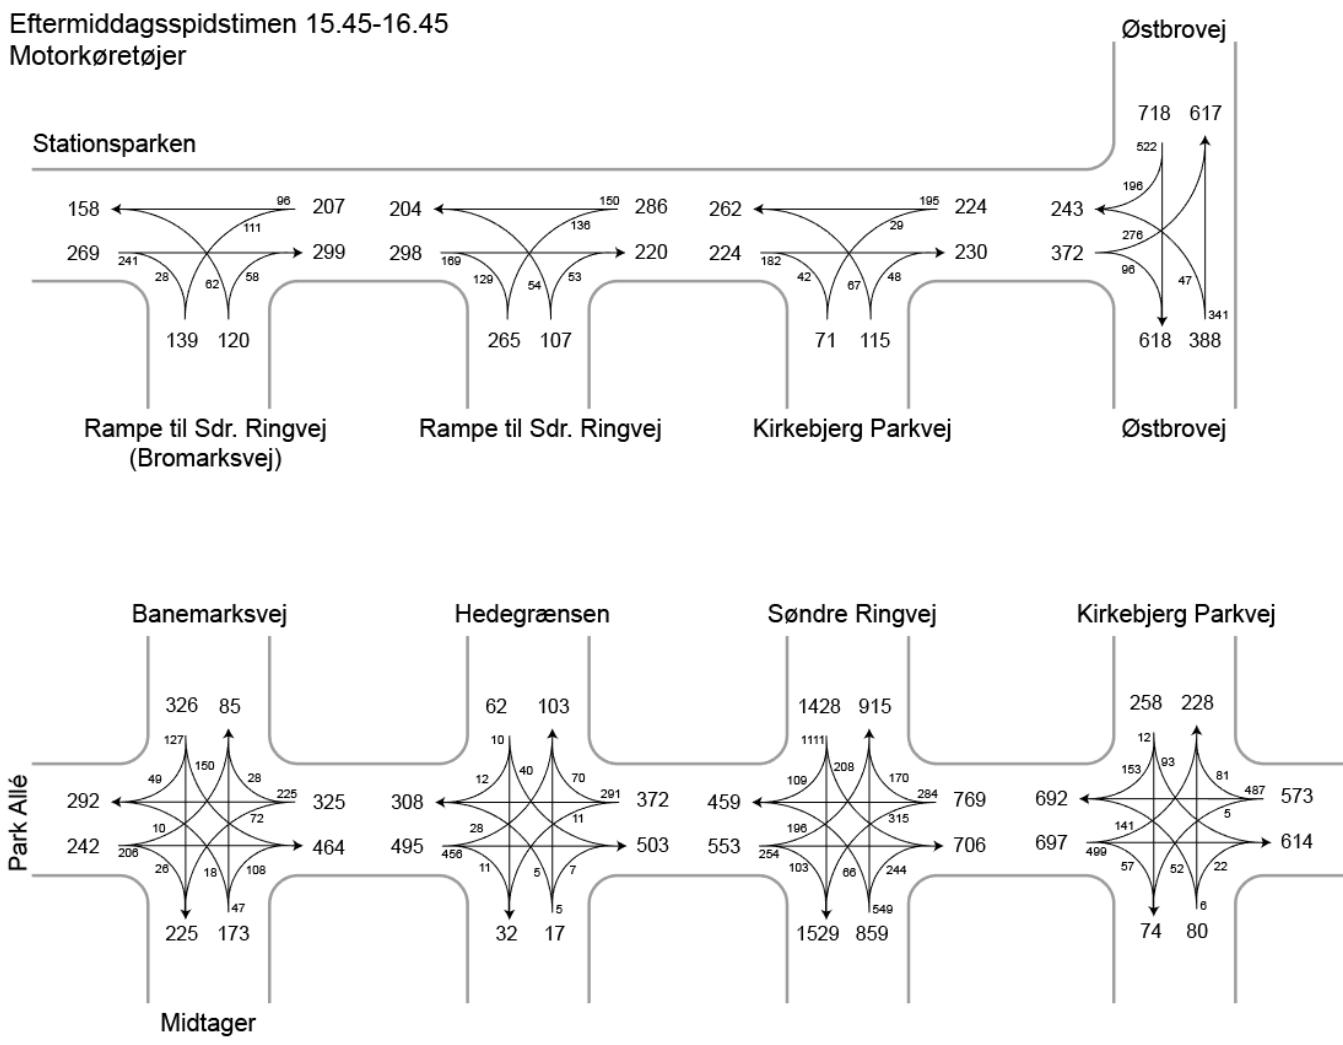 Eftermiddagsspidstimen 15.45-16.45
Motorkøretøjer
Østbrovej
Stationsparken
718 617
522
196
158 96 207 204 150 286 262 195 224 243
111 136 29 276
269 241 299 298 169 220 224 182 230 372
28 62 58 129 54 53 42 67 48 96 47
341
139 120 265 107 71 115 618 388
Rampe til Sdr. Ringvej
(Bromarksvej)
Rampe til Sdr. Ringvej
Kirkebjerg Parkvej
Østbrovej
Banemarksvej Hedegrænsen Søndre Ringvej Kirkebjerg Parkvej
326 85 62 103 1428 915 258 228
127 10 1111 12
49 150 28 12 40 70 109 208 170 153 93 81
292 225 325 308 291 372 459 284 769 692 487 573
10 72 28 11 196 315 141 5
242 206 464 495 456 503 553 254 706 697 499 614
26 18 108 11 5 7 103 66 244 57 52 22
47 5 549 6
225 173 32 17 1529 859 74 80
Park Allé
Midtager